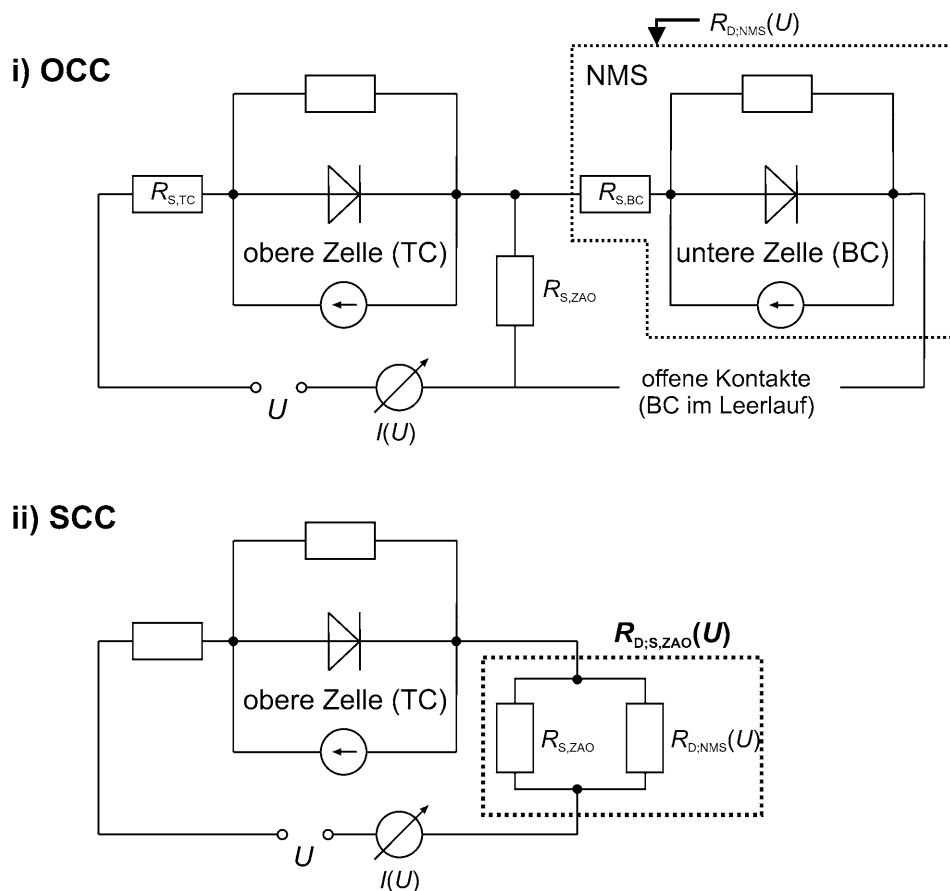 R_D;NMS(U)
i) OCC
NMS
R_S,TC
R_S,BC
obere Zelle (TC)
untere Zelle (BC)
R_S,ZAO
offene Kontakte
(BC im Leerlauf)
U
I(U)
ii) SCC
R_D;S,ZAO(U)
obere Zelle (TC)
R_S,ZAO
R_D;NMS(U)
U
I(U)